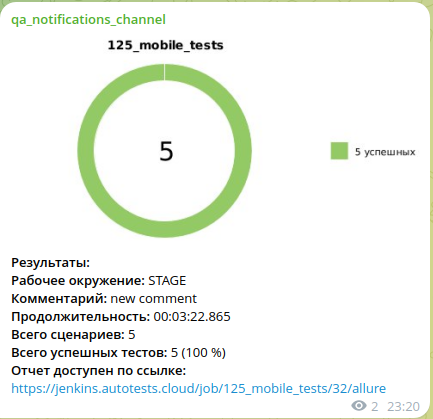 qa_notifications_channel
125_mobile_tests
5
5 успешных
Результаты:
Рабочее окружение: STAGE
Комментарий: new comment
Продолжительность: 00:03:22.865
Всего сценариев: 5
Всего успешных тестов: 5 (100 %)
Отчет доступен по ссылке:
https://jenkins.autotests.cloud/job/125_mobile_tests/32/allure
2 23:20